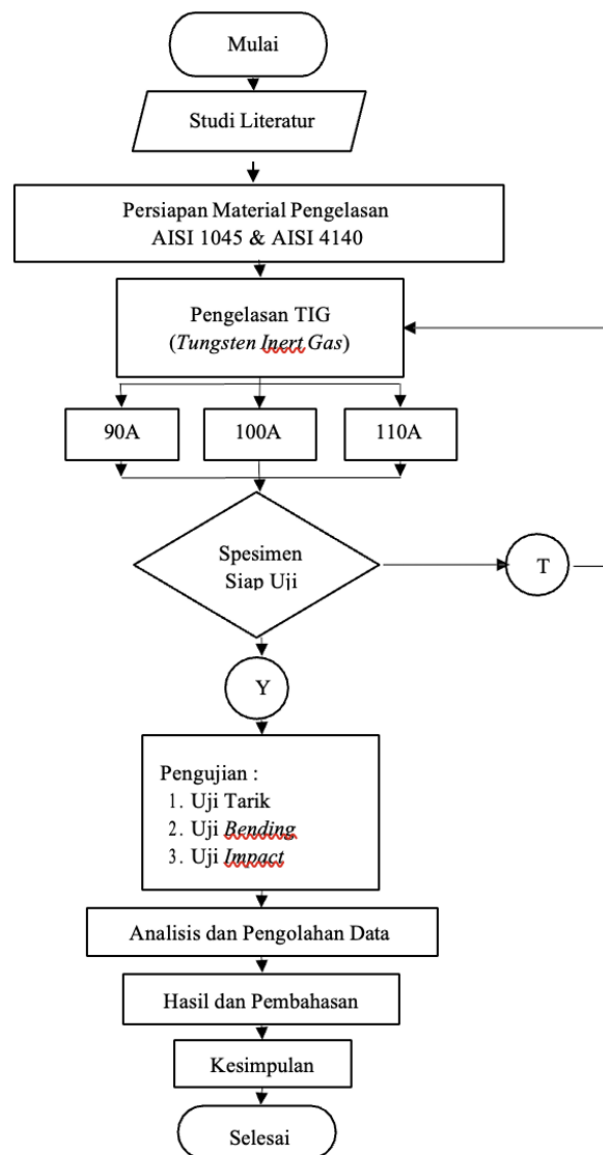 Mulai
Studi Literatur
Persiapan Material Pengelasan
AISI 1045 & AISI 4140
Pengelasan TIG
(Tungsten Inert Gas)
90A
100A
110A
Spesimen
Siap Uji
T
Y
Pengujian :
1. Uji Tarik
2. Uji Bending
3. Uji Impact
Analisis dan Pengolahan Data
Hasil dan Pembahasan
Kesimpulan
Selesai